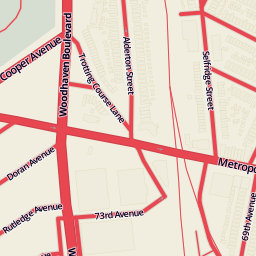 Cooper Avenue
Woodhaven Boulevard
Trotting Course Lane
Alderton Street
Selfridge Street
Doran Avenue
Metropo
Rutledge Avenue
73rd Avenue
69th Avenue
W